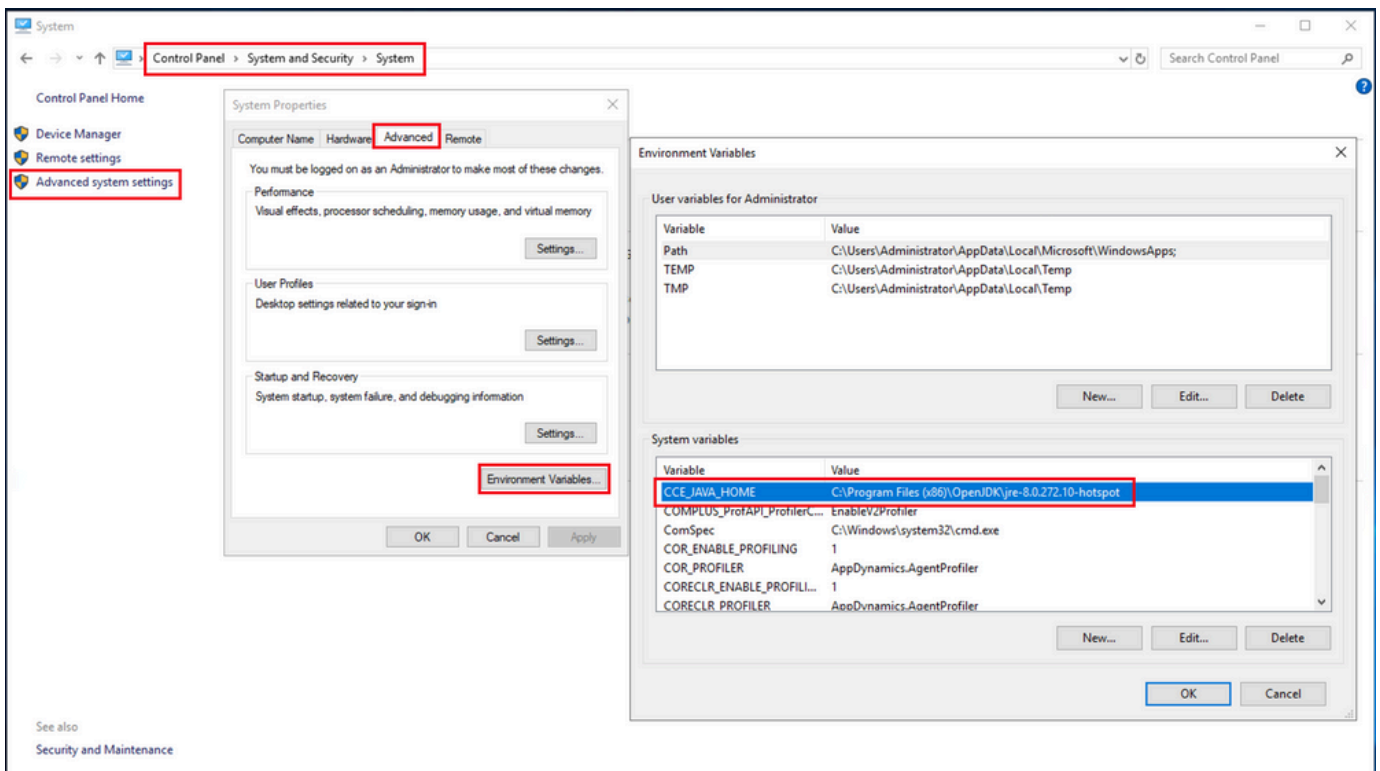 System
Control Panel > System and Security > System
Search Control Panel
Control Panel Home
Device Manager
Remote settings
Advanced system settings
See also
Security and Maintenance
System Properties
Computer Name Hardware Advanced Remote
You must be logged on as an Administrator to make most of these changes.
Performance
Visual effects, processor scheduling, memory usage, and virtual memory
Settings...
User Profiles
Desktop settings related to your sign-in
Settings...
Startup and Recovery
System startup, system failure, and debugging information
Settings...
Environment Variables...
OK Cancel Apply
Environment Variables
User variables for Administrator
Variable Value
Path C:\Users\Administrator\AppData\Local\Microsoft\WindowsApps;
TEMP C:\Users\Administrator\AppData\Local\Temp
TMP C:\Users\Administrator\AppData\Local\Temp
New... Edit... Delete
System variables
Variable Value
CCE_JAVA_HOME C:\Program Files (x86)\OpenJDK\jre-8.0.272.10-hotspot
COMPLUS_ProfAPI_ProfilerC... EnableV2Profiler
ComSpec C:\Windows\system32\cmd.exe
COR_ENABLE_PROFILING 1
COR_PROFILER AppDynamics.AgentProfiler
CORECLR_ENABLE_PROFILI... 1
CORECLR_PROFILER AppDynamics.AgentProfiler
New... Edit... Delete
OK Cancel